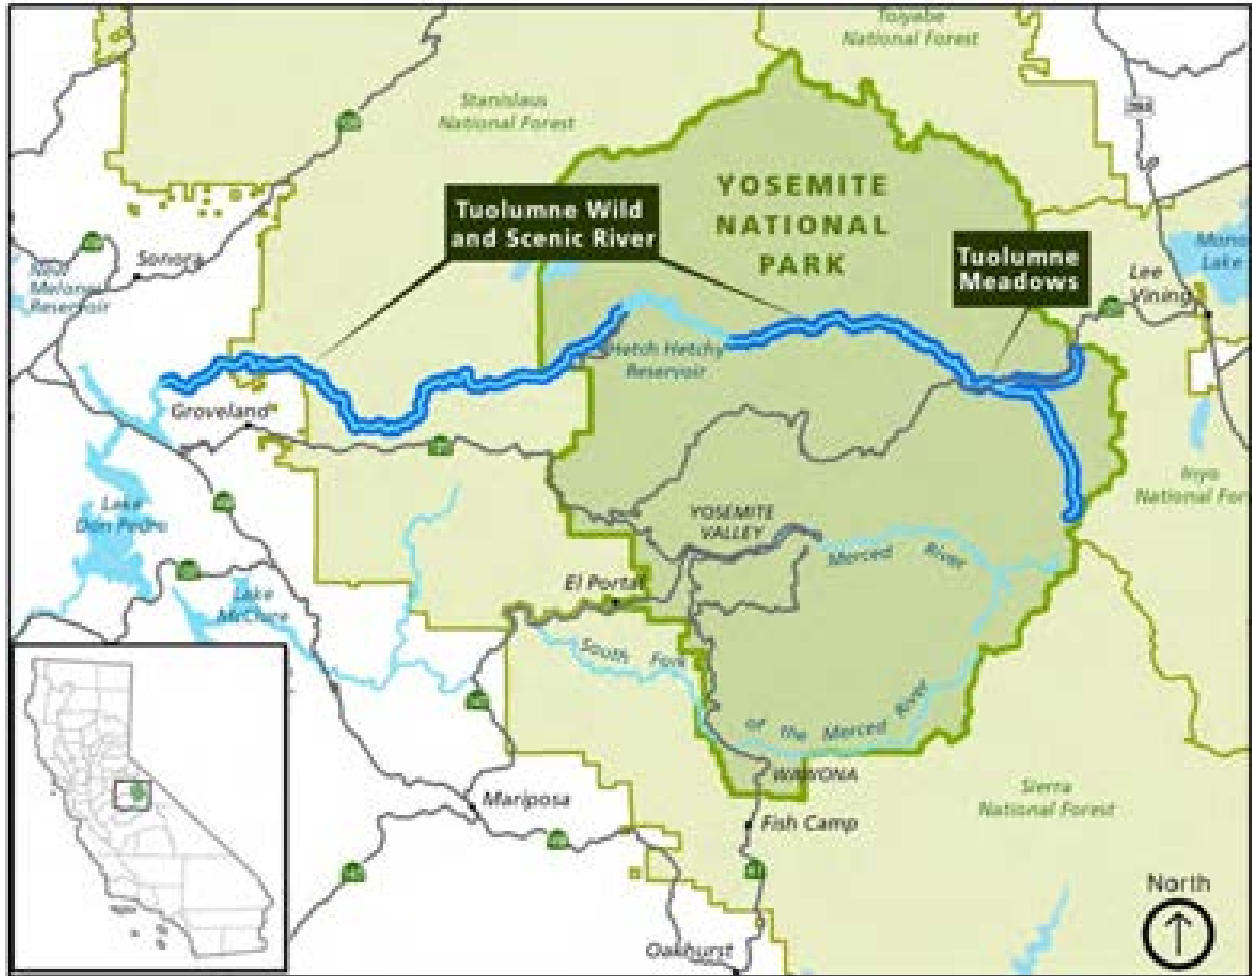 Toiyabe
National Forest
Stanislaus
National Forest
YOSEMITE
NATIONAL
PARK
Tuolumne Wild
and Scenic River
Tuolumne
Meadows
Mono
Lake
Lee
Vining
Sonora
New
Melones
Reservoir
Hetch Hetchy
Reservoir
Groveland
Lake
Don Pedro
Inyo
National For
YOSEMITE
VALLEY
Merced River
El Portal
Lake
McClure
South Fork
of the Merced River
WAWONA
Mariposa
Fish Camp
Sierra
National Forest
North
Oakhurst